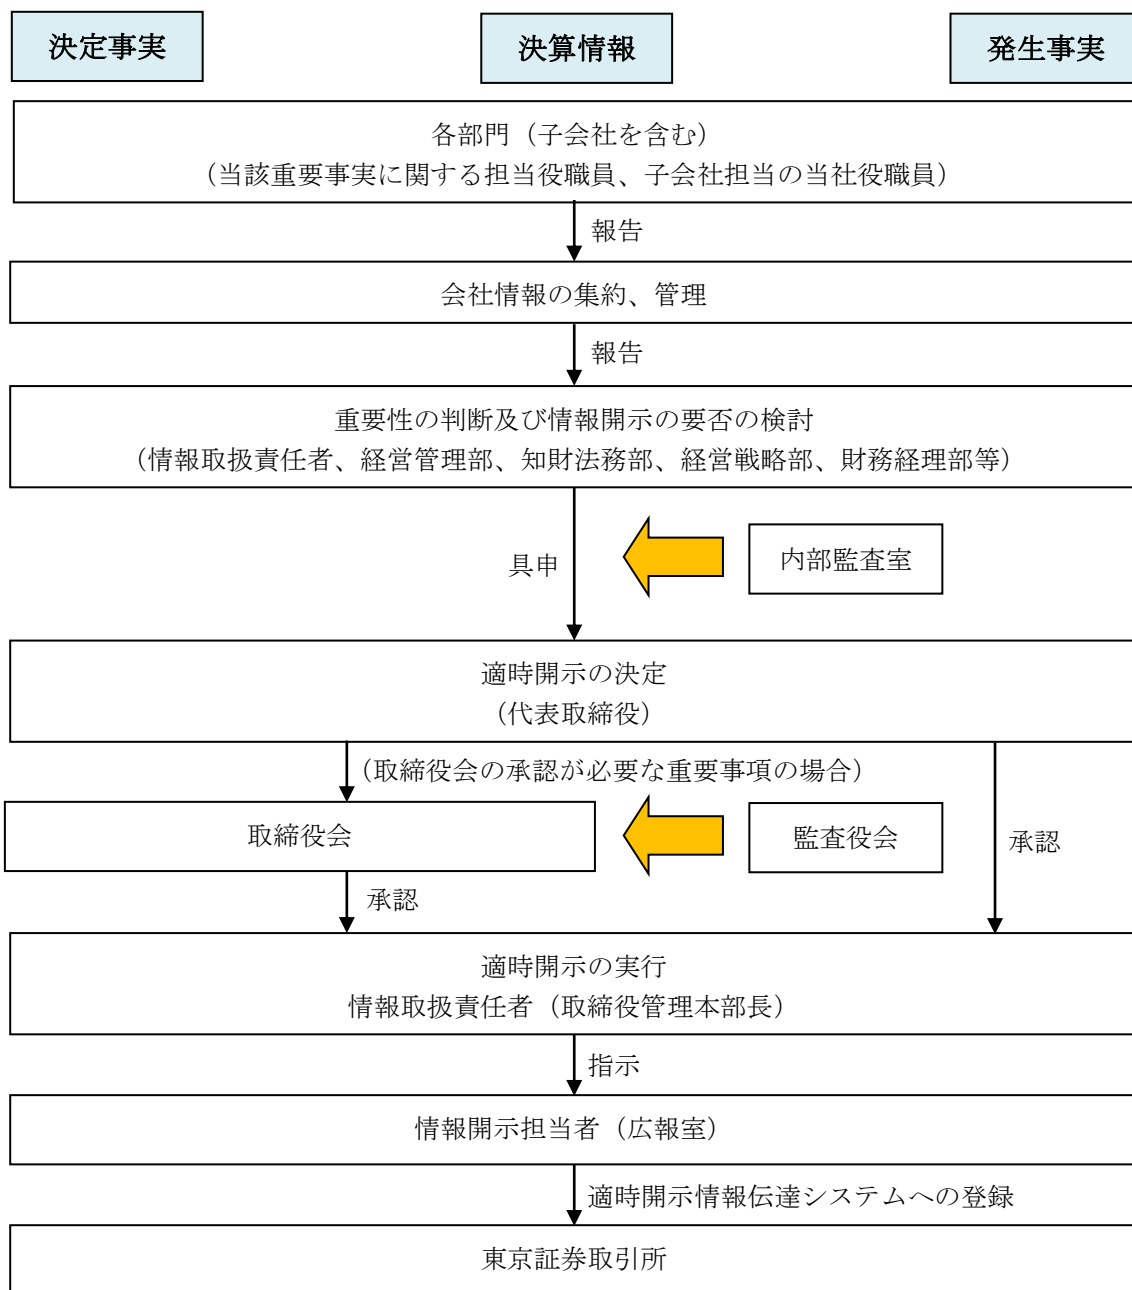 決定事実
決算情報
発生事実
各部門（子会社を含む）
（当該重要事実に関する担当役職員、子会社担当の当社役職員）
報告
会社情報の集約、管理
報告
重要性の判断及び情報開示の要否の検討
（情報取扱責任者、経営管理部、知財法務部、経営戦略部、財務経理部等）
具申
内部監査室
適時開示の決定
（代表取締役）
（取締役会の承認が必要な重要事項の場合）
取締役会
監査役会
承認
承認
適時開示の実行
情報取扱責任者（取締役管理本部長）
指示
情報開示担当者（広報室）
適時開示情報伝達システムへの登録
東京証券取引所